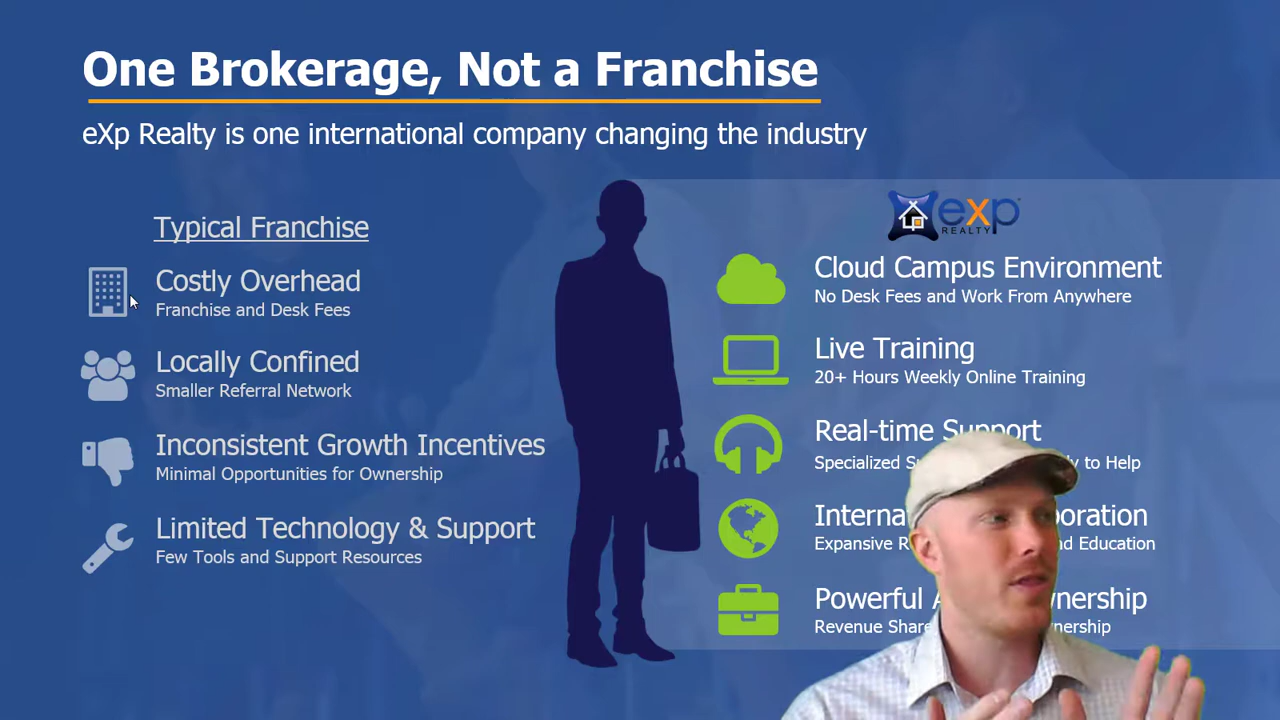 One Brokerage, Not a Franchise
eXp Realty is one international company changing the industry
Typical Franchise
Costly Overhead
Franchise and Desk Fees
Locally Confined
Smaller Referral Network
Inconsistent Growth Incentives
Minimal Opportunities for Ownership
Limited Technology & Support
Few Tools and Support Resources
exp
REALTY
Cloud Campus Environment
No Desk Fees and Work From Anywhere
Live Training
20+ Hours Weekly Online Training
Real-time Support
Specialized to Help
Expansive and Education
Powerful
Revenue Share